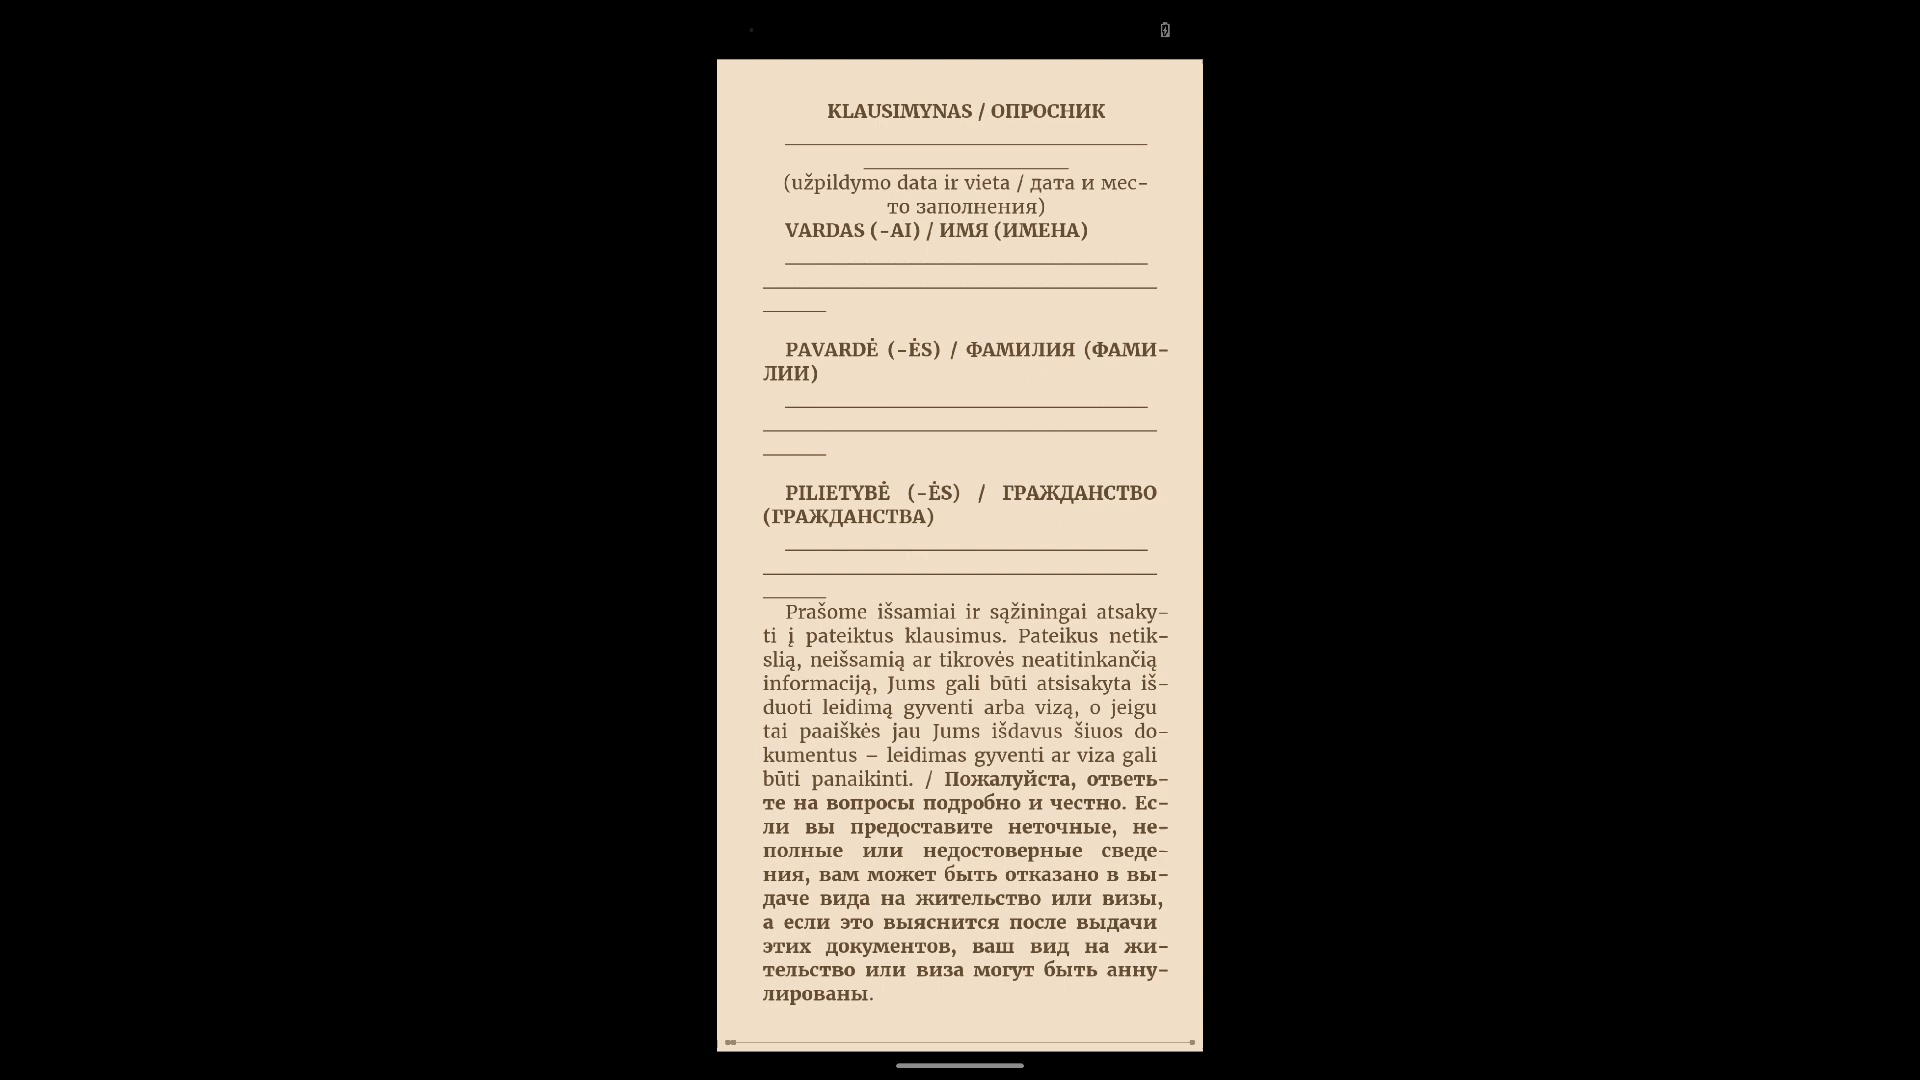 KLAUSIMYNAS / ОПРОСНИК
(užpildymo data ir vieta / дата и мес-
то заполнения)
VARDAS (-AI) / ИМЯ (ИМЕНА)
PAVARDĖ (-ĖS) / ФАМИЛИЯ (ФАМИ-
ЛИИ)
PILIETYBĖ (-ĖS) / ГРАЖДАНСТВО
(ГРАЖДАНСТВА)
Prašome išsamiai ir sąžiningai atsaky-
ti į pateiktus klausimus. Pateikus netik-
slią, neišsamią ar tikrovės neatitinkančią
informaciją, Jums gali būti atsisakyta iš-
duoti leidimą gyventi arba vizą, o jeigu
tai paaiškės jau Jums išdavus šiuos do-
kumentus – leidimas gyventi ar viza gali
būti panaikinti. / Пожалуйста, ответь-
те на вопросы подробно и честно. Ес-
ли вы предоставите неточные, не-
полные или недостоверные сведе-
ния, вам может быть отказано в вы-
даче вида на жительство или визы,
а если это выяснится после выдачи
этих документов, ваш вид на жи-
тельство или виза могут быть анну-
лированы.